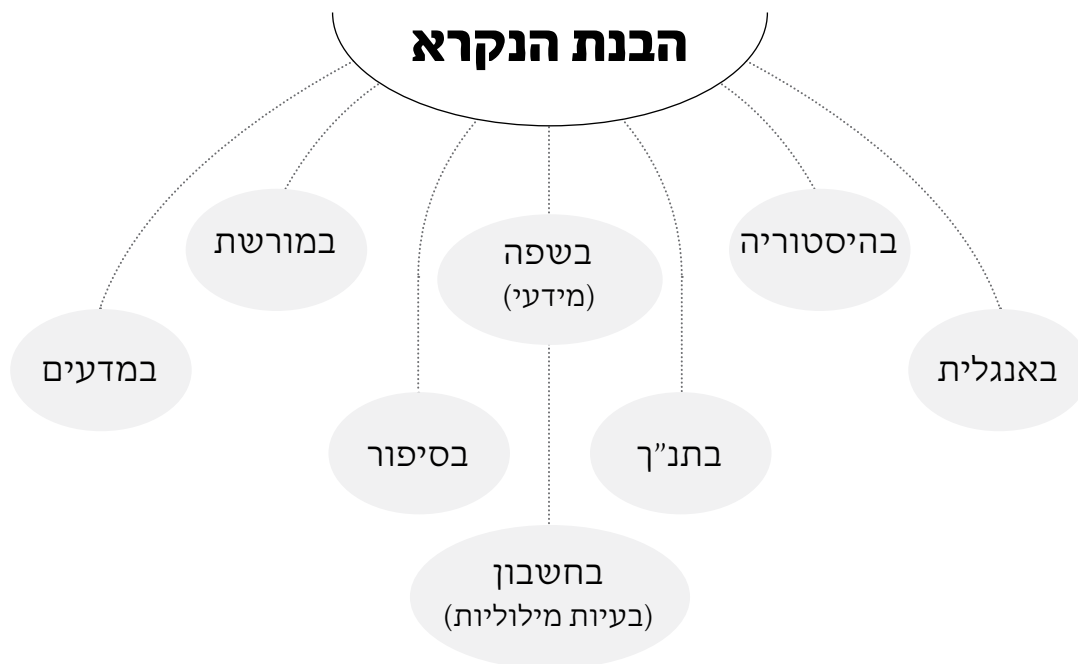 הבנת הנקרא
בהיסטוריה
במורשת
בשפה
(מידעי)
באנגלית
במדעים
בתנ״ך
בסיפור
בחשבון
(בעיות מילוליות)